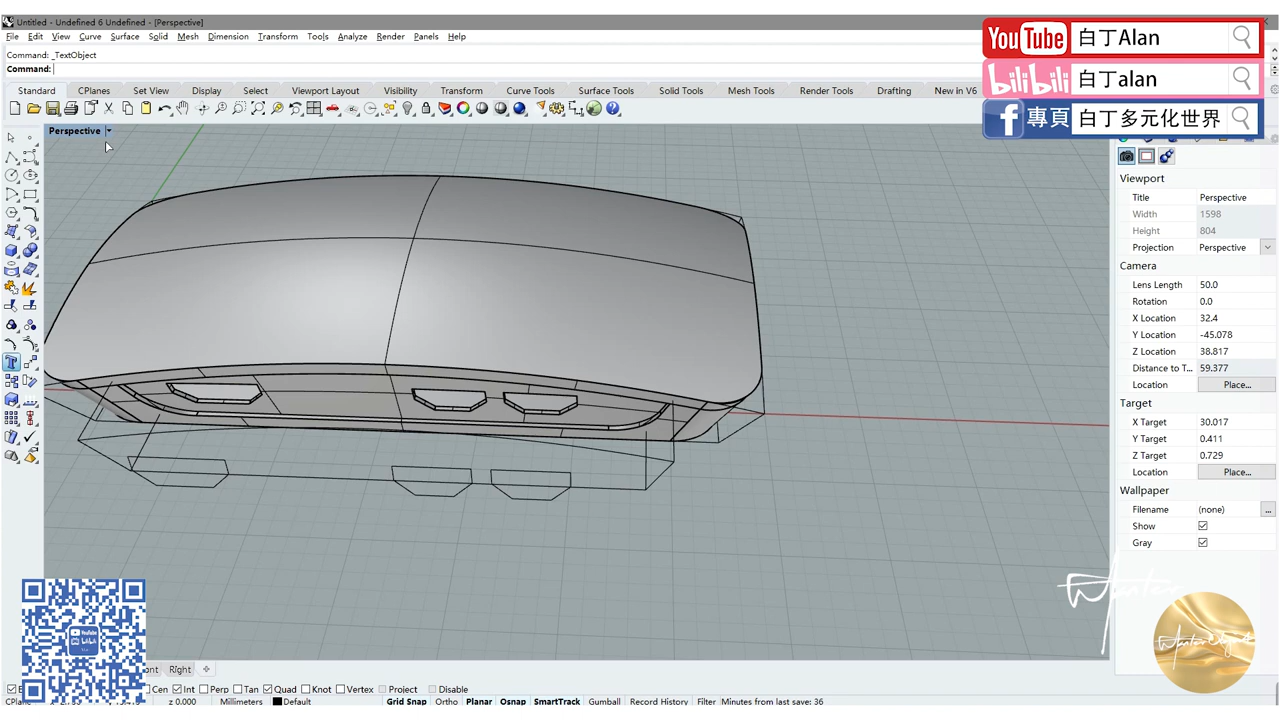 Untitled - Undefined 6 Undefined - [Perspective]
File Edit View Curve Surface Solid Mesh Dimension Transform Tools Analyze Render Panels Help
Command: _TextObject
Command:
Standard CPlanes Set View Display Select Viewport Layout Visibility Transform Curve Tools Surface Tools Solid Tools Mesh Tools Render Tools Drafting New in V6
YouTube 白丁Alan
bilibili 白丁alan
f 專頁 白丁多元化世界
Perspective
Viewport
Title Perspective
Width 1598
Height 804
Projection Perspective
Camera
Lens Length 50.0
Rotation 0.0
X Location 32.4
Y Location -45.078
Z Location 38.817
Distance to T... 59.377
Location Place...
Target
X Target 30.017
Y Target 0.411
Z Target 0.729
Location Place...
Wallpaper
Filename (none) ...
Show
Gray
YouTube
bilibili
Right
Cen Int Perp Tan Quad Knot Vertex Project Disable
z 0.000 Millimeters Default Grid Snap Ortho Planar Osnap SmartTrack Gumball Record History Filter Minutes from last save: 36